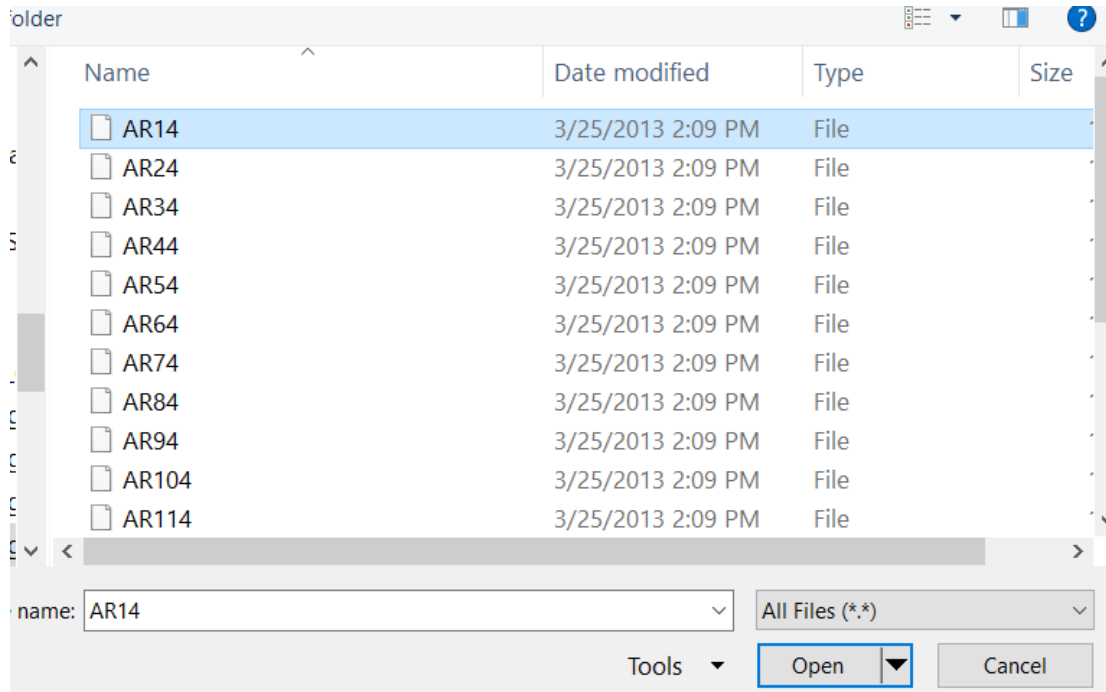 older
Name Date modified Type Size
AR14 3/25/2013 2:09 PM File
AR24 3/25/2013 2:09 PM File
AR34 3/25/2013 2:09 PM File
AR44 3/25/2013 2:09 PM File
AR54 3/25/2013 2:09 PM File
AR64 3/25/2013 2:09 PM File
AR74 3/25/2013 2:09 PM File
AR84 3/25/2013 2:09 PM File
AR94 3/25/2013 2:09 PM File
AR104 3/25/2013 2:09 PM File
AR114 3/25/2013 2:09 PM File
name: AR14 All Files (*.*)
Tools Open Cancel